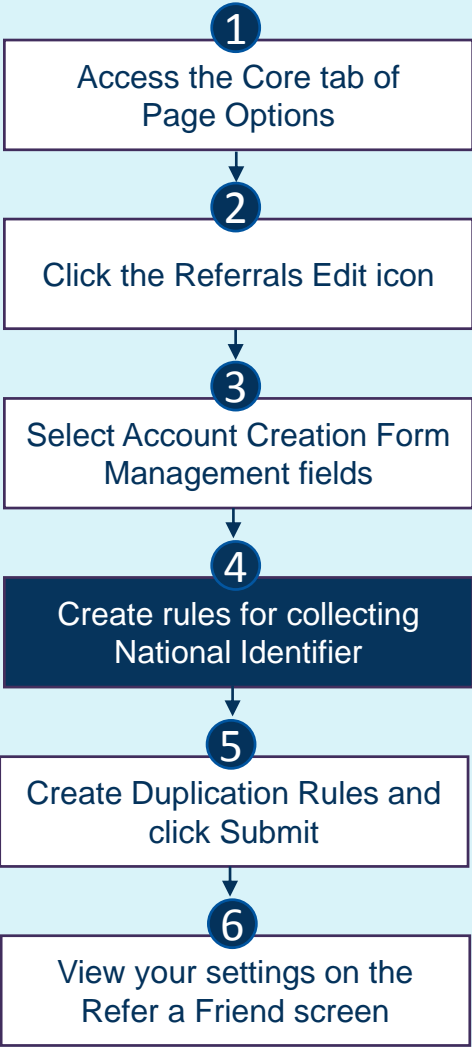 1
Access the Core tab of
Page Options
2
Click the Referrals Edit icon
3
Select Account Creation Form
Management fields
4
Create rules for collecting
National Identifier
5
Create Duplication Rules and
click Submit
6
View your settings on the
Refer a Friend screen